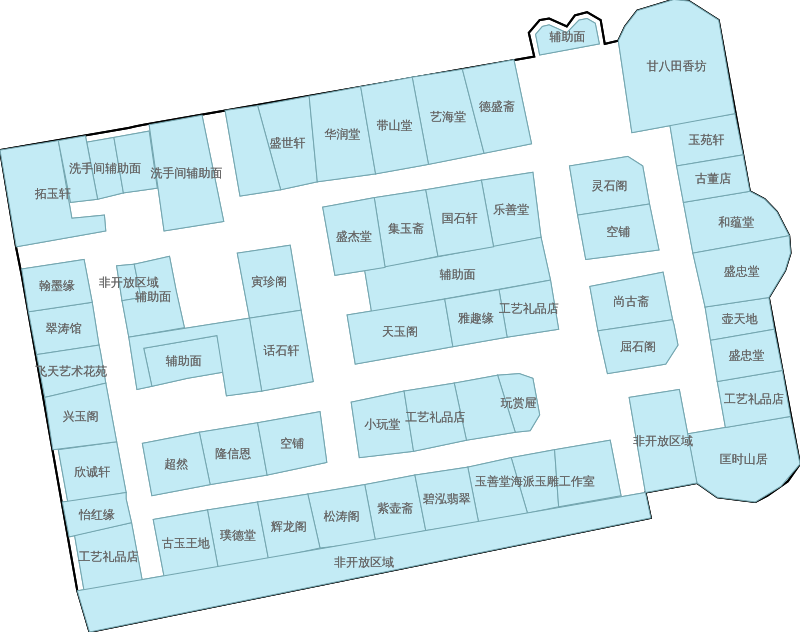 辅助面
甘八田香坊
德盛斋
艺海堂
带山堂
华润堂
盛世轩
玉苑轩
洗手间辅助面
洗手间辅助面
古董店
灵石阁
拓玉轩
乐善堂
国石轩
集玉斋
盛杰堂
和蕴堂
空铺
辅助面
盛忠堂
寅珍阁
非开放区域
辅助面
翰墨缘
尚古斋
工艺礼品店
雅趣缘
壶天地
翠涛馆
天玉阁
屈石阁
话石轩
盛忠堂
辅助面
飞天艺术花苑
工艺礼品店
玩赏屉
兴玉阁
工艺礼品店
小玩堂
非开放区域
空铺
隆信恩
匡时山居
超然
欣诚轩
玉善堂海派玉雕工作室
碧泓翡翠
紫壶斋
松涛阁
怡红缘
辉龙阁
璞德堂
古玉王地
工艺礼品店
非开放区域